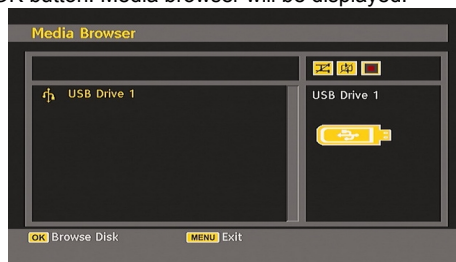 OK button. Media browser will be displayed.
Media Browser
USB Drive 1
USB Drive 1
OK Browse Disk
MENU Exit